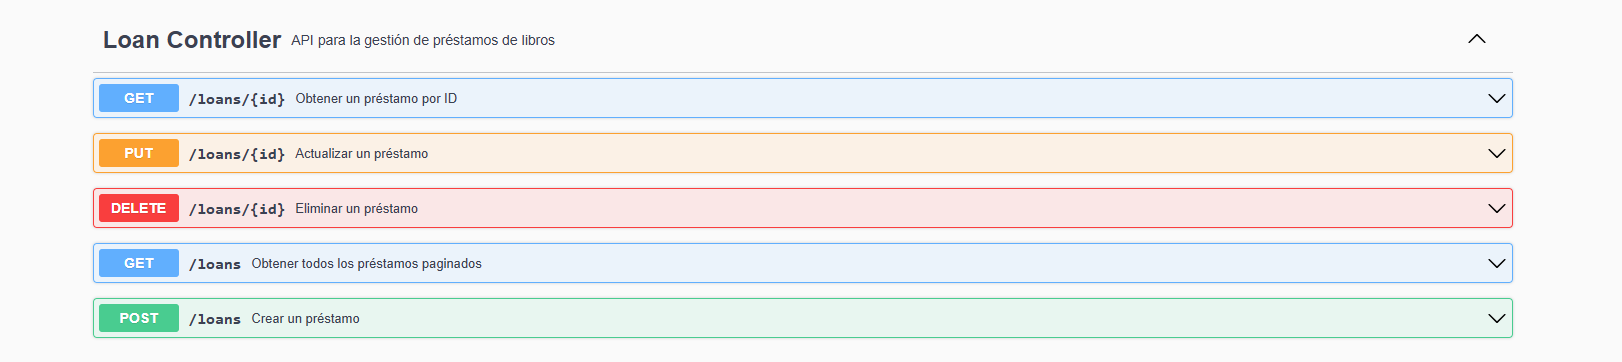 Loan Controller API para la gestión de préstamos de libros
GET /loans/{id} Obtener un préstamo por ID
PUT /loans/{id} Actualizar un préstamo
DELETE /loans/{id} Eliminar un préstamo
GET /loans Obtener todos los préstamos paginados
POST /loans Crear un préstamo